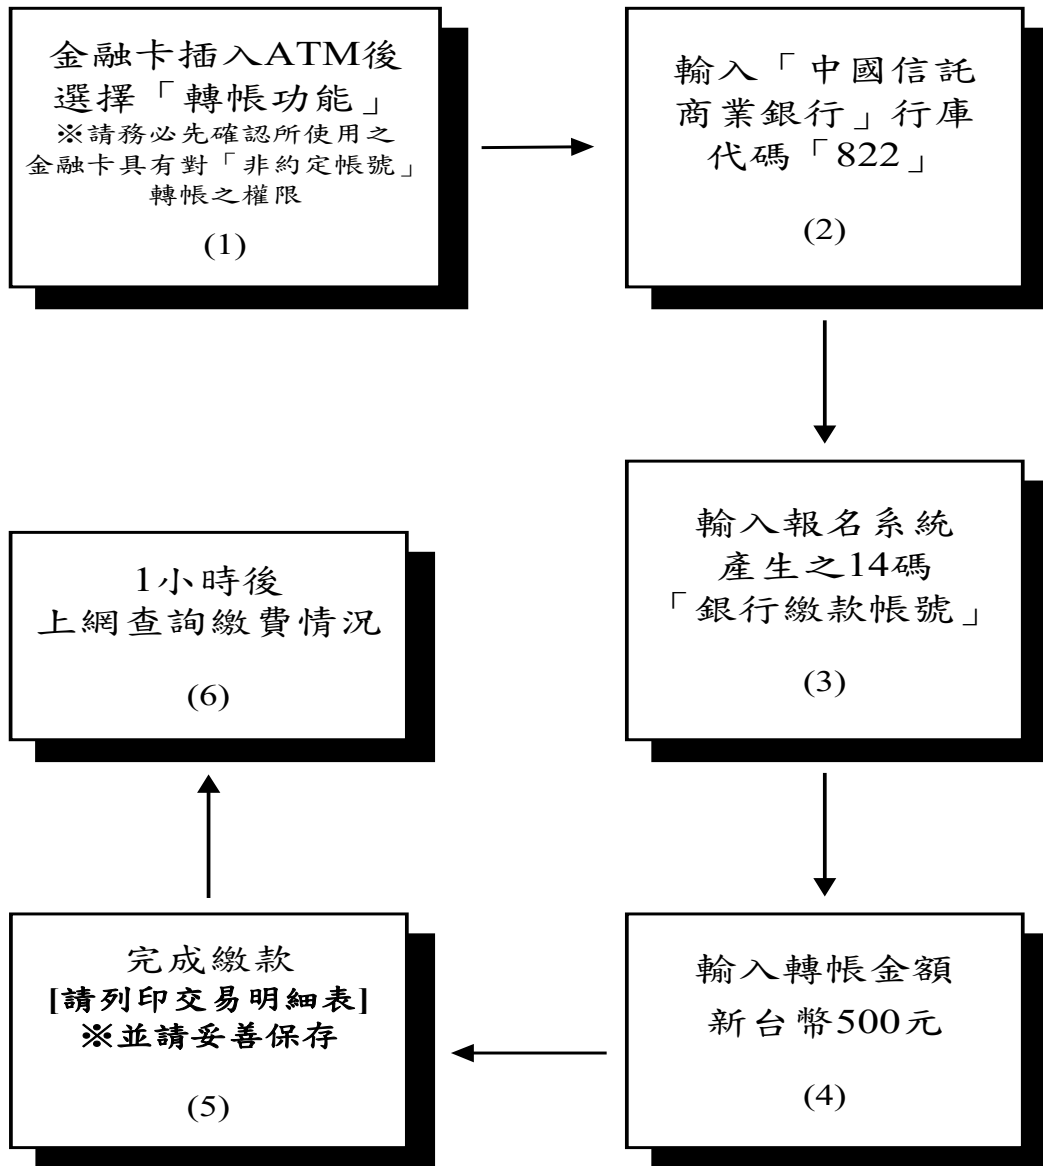 金融卡插入ATM後
選擇「轉帳功能」
※請務必先確認所使用之
金融卡具有對「非約定帳號」
轉帳之權限
(1)
輸入「中國信託
商業銀行」行庫
代碼「822」
(2)
輸入報名系統
產生之14碼
「銀行繳款帳號」
(3)
輸入轉帳金額
新台幣500元
(4)
完成繳款
[請列印交易明細表]
※並請妥善保存
(5)
1小時後
上網查詢繳費情況
(6)